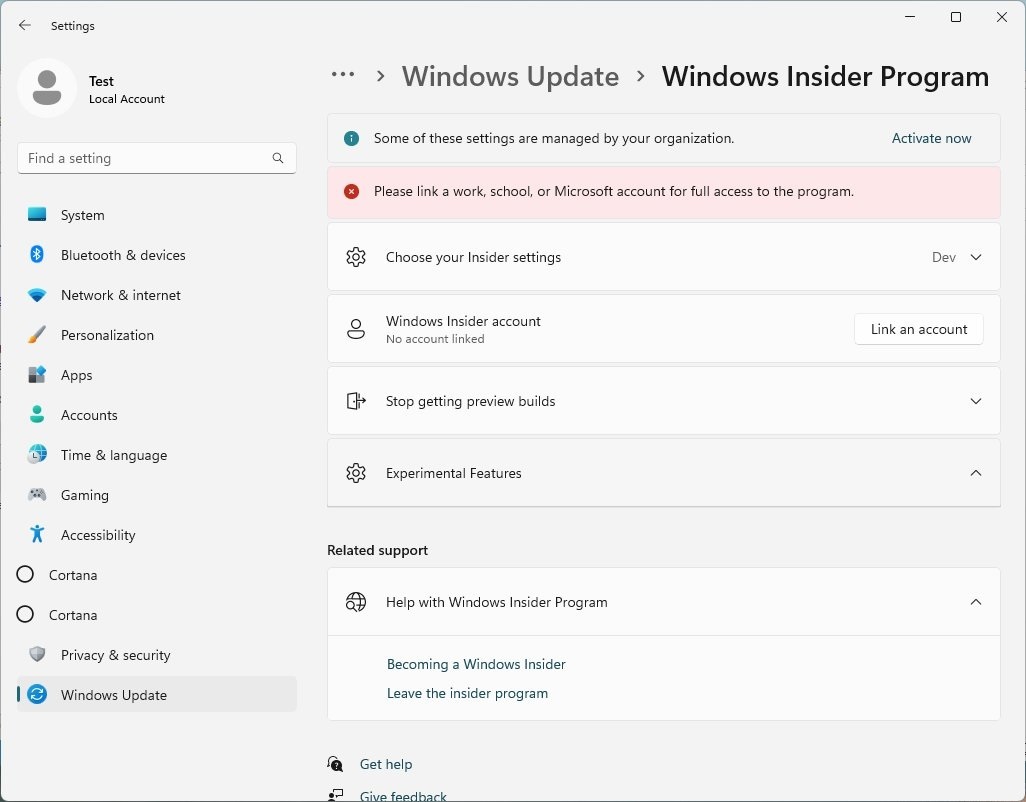 Settings
Test
Local Account
Find a setting
System
Bluetooth & devices
Network & internet
Personalization
Apps
Accounts
Time & language
Gaming
Accessibility
Cortana
Cortana
Privacy & security
Windows Update
... > Windows Update > Windows Insider Program
Some of these settings are managed by your organization. Activate now
Please link a work, school, or Microsoft account for full access to the program.
Choose your Insider settings Dev
Windows Insider account
No account linked
Link an account
Stop getting preview builds
Experimental Features
Related support
Help with Windows Insider Program
Becoming a Windows Insider
Leave the insider program
Get help
Give feedback